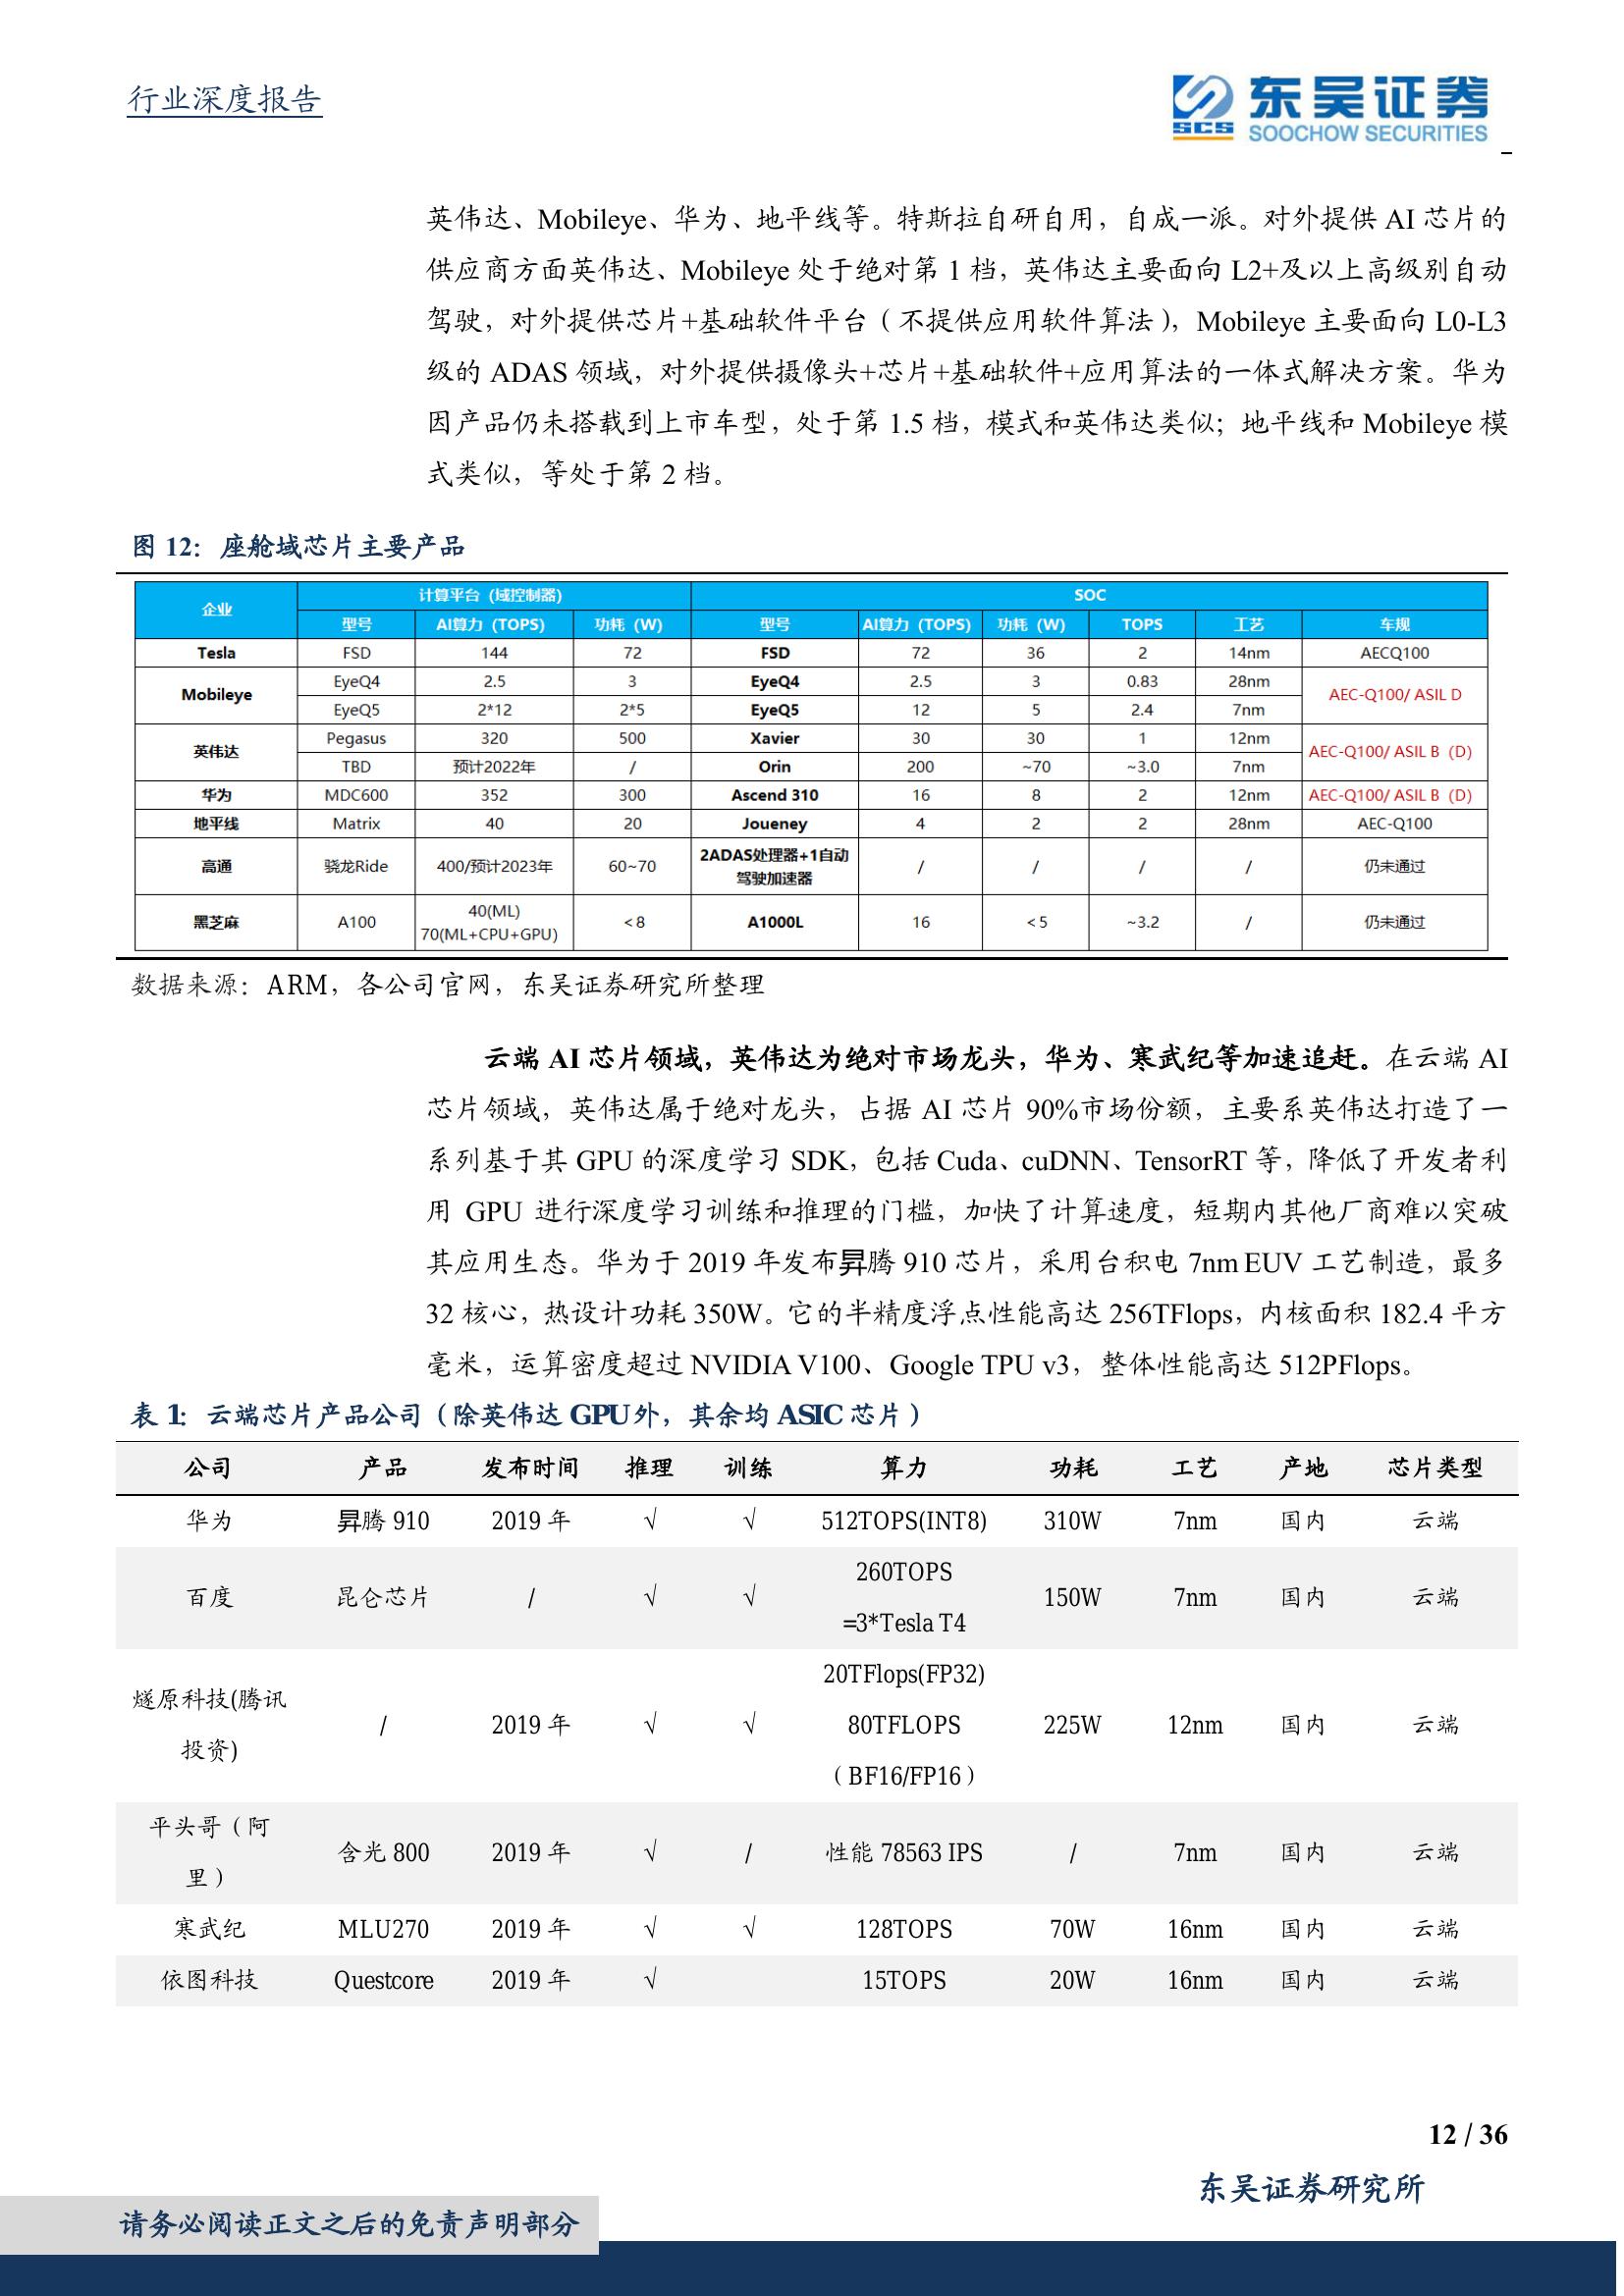 行业深度报告
东吴证券
SCS
SOOCHOW SECURITIES
英伟达、Mobileye、华为、地平线等。特斯拉自研自用，自成一派。对外提供 AI 芯片的
供应商方面英伟达、Mobileye 处于绝对第 1 档，英伟达主要面向 L2+及以上高级别自动
驾驶，对外提供芯片+基础软件平台（不提供应用软件算法），Mobileye 主要面向 L0-L3
级的 ADAS 领域，对外提供摄像头+芯片+基础软件+应用算法的一体式解决方案。华为
因产品仍未搭载到上市车型，处于第 1.5 档，模式和英伟达类似；地平线和 Mobileye 模
式类似，等处于第 2 档。
图 12：座舱域芯片主要产品
企业 计算平台（域控制器） SOC
型号 AI算力（TOPS） 功耗（W） 型号 AI算力（TOPS） 功耗（W） TOPS 工艺 车规
Tesla FSD 144 72 FSD 72 36 2 14nm AECQ100
Mobileye EyeQ4 2.5 3 EyeQ4 2.5 3 0.83 28nm AEC-Q100/ ASIL D
EyeQ5 2*12 2*5 EyeQ5 12 5 2.4 7nm
英伟达 Pegasus 320 500 Xavier 30 30 1 12nm AEC-Q100/ ASIL B（D）
TBD 预计2022年 / Orin 200 ~70 ~3.0 7nm
华为 MDC600 352 300 Ascend 310 16 8 2 12nm AEC-Q100/ ASIL B（D）
地平线 Matrix 40 20 Joueney 4 2 2 28nm AEC-Q100
高通 骁龙Ride 400/预计2023年 60~70 2ADAS处理器+1自动
驾驶加速器 / / / / 仍未通过
黑芝麻 A100 40(ML)
70(ML+CPU+GPU) ＜8 A1000L 16 ＜5 ~3.2 / 仍未通过
数据来源：ARM，各公司官网，东吴证券研究所整理
云端 AI 芯片领域，英伟达为绝对市场龙头，华为、寒武纪等加速追赶。在云端 AI
芯片领域，英伟达属于绝对龙头，占据 AI 芯片 90%市场份额，主要系英伟达打造了一
系列基于其 GPU 的深度学习 SDK，包括 Cuda、cuDNN、TensorRT 等，降低了开发者利
用 GPU 进行深度学习训练和推理的门槛，加快了计算速度，短期内其他厂商难以突破
其应用生态。华为于 2019 年发布昇腾 910 芯片，采用台积电 7nm EUV 工艺制造，最多
32 核心，热设计功耗 350W。它的半精度浮点性能高达 256TFlops，内核面积 182.4 平方
毫米，运算密度超过 NVIDIA V100、Google TPU v3，整体性能高达 512PFlops。
表 1：云端芯片产品公司（除英伟达 GPU 外，其余均 ASIC 芯片）
公司 产品 发布时间 推理 训练 算力 功耗 工艺 产地 芯片类型
华为 昇腾 910 2019 年 √ √ 512TOPS(INT8) 310W 7nm 国内 云端
百度 昆仑芯片 / √ √ 260TOPS
=3*Tesla T4 150W 7nm 国内 云端
燧原科技(腾讯
投资) / 2019 年 √ √ 20TFlops(FP32)
80TFLOPS
（BF16/FP16） 225W 12nm 国内 云端
平头哥（阿
里） 含光 800 2019 年 √ / 性能 78563 IPS / 7nm 国内 云端
寒武纪 MLU270 2019 年 √ √ 128TOPS 70W 16nm 国内 云端
依图科技 Questcore 2019 年 √ 15TOPS 20W 16nm 国内 云端
12 / 36
东吴证券研究所
请务必阅读正文之后的免责声明部分